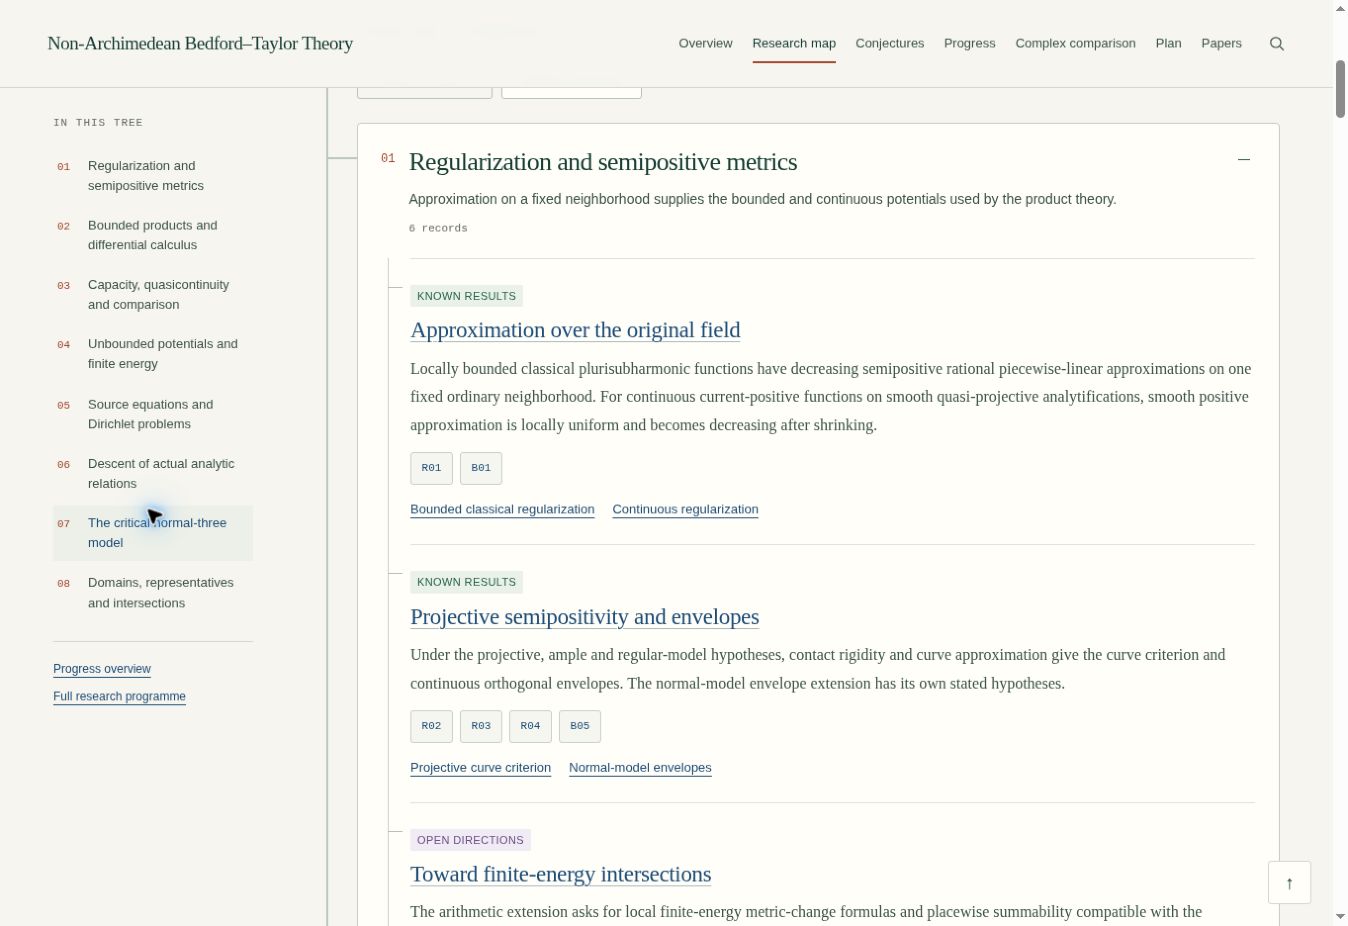 Non-Archimedean Bedford–Taylor Theory
Overview
Research map
Conjectures
Progress
Complex comparison
Plan
Papers
IN THIS TREE
01
Regularization and
semipositive metrics
02
Bounded products and
differential calculus
03
Capacity, quasicontinuity
and comparison
04
Unbounded potentials and
finite energy
05
Source equations and
Dirichlet problems
06
Descent of actual analytic
relations
07
The critical normal-three
model
08
Domains, representatives
and intersections
Progress overview
Full research programme
01
Regularization and semipositive metrics
Approximation on a fixed neighborhood supplies the bounded and continuous potentials used by the product theory.
6 records
KNOWN RESULTS
Approximation over the original field
Locally bounded classical plurisubharmonic functions have decreasing semipositive rational piecewise-linear approximations on one
fixed ordinary neighborhood. For continuous current-positive functions on smooth quasi-projective analytifications, smooth positive
approximation is locally uniform and becomes decreasing after shrinking.
R01
B01
Bounded classical regularization
Continuous regularization
KNOWN RESULTS
Projective semipositivity and envelopes
Under the projective, ample and regular-model hypotheses, contact rigidity and curve approximation give the curve criterion and
continuous orthogonal envelopes. The normal-model envelope extension has its own stated hypotheses.
R02
R03
R04
B05
Projective curve criterion
Normal-model envelopes
OPEN DIRECTIONS
Toward finite-energy intersections
The arithmetic extension asks for local finite-energy metric-change formulas and placewise summability compatible with the
↑